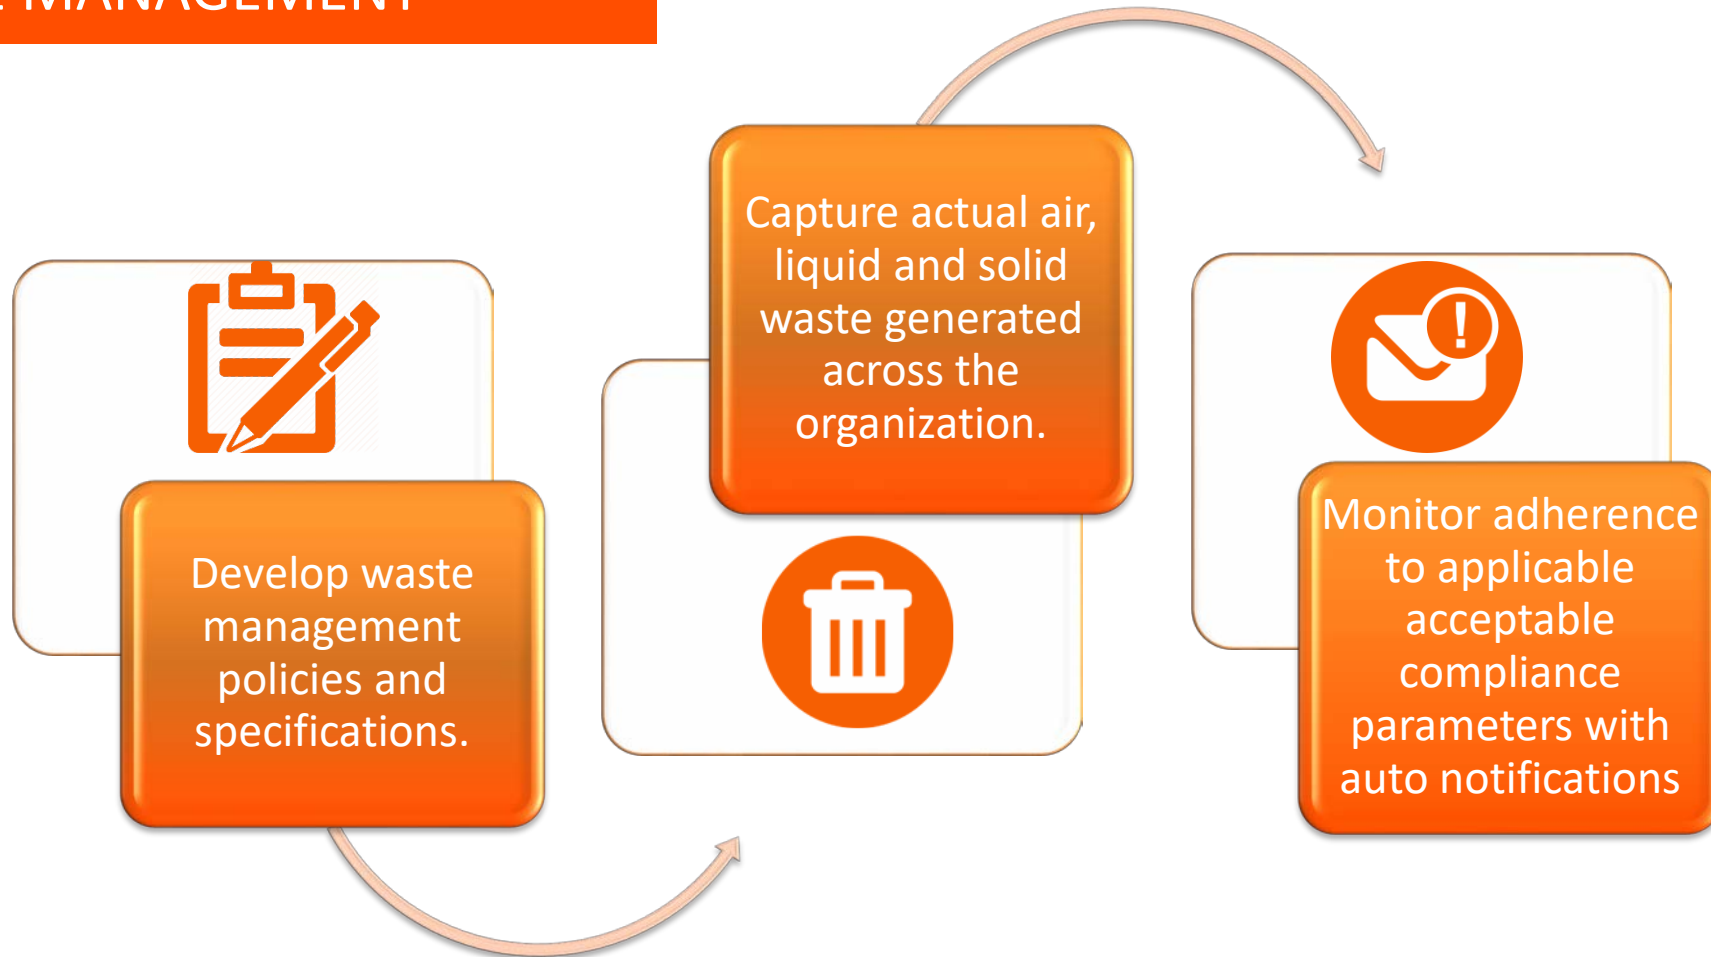 MANAGEMENT
Develop waste
management
policies and
specifications.
Capture actual air,
liquid and solid
waste generated
across the
organization.
Monitor adherence
to applicable
acceptable
compliance
parameters with
auto notifications